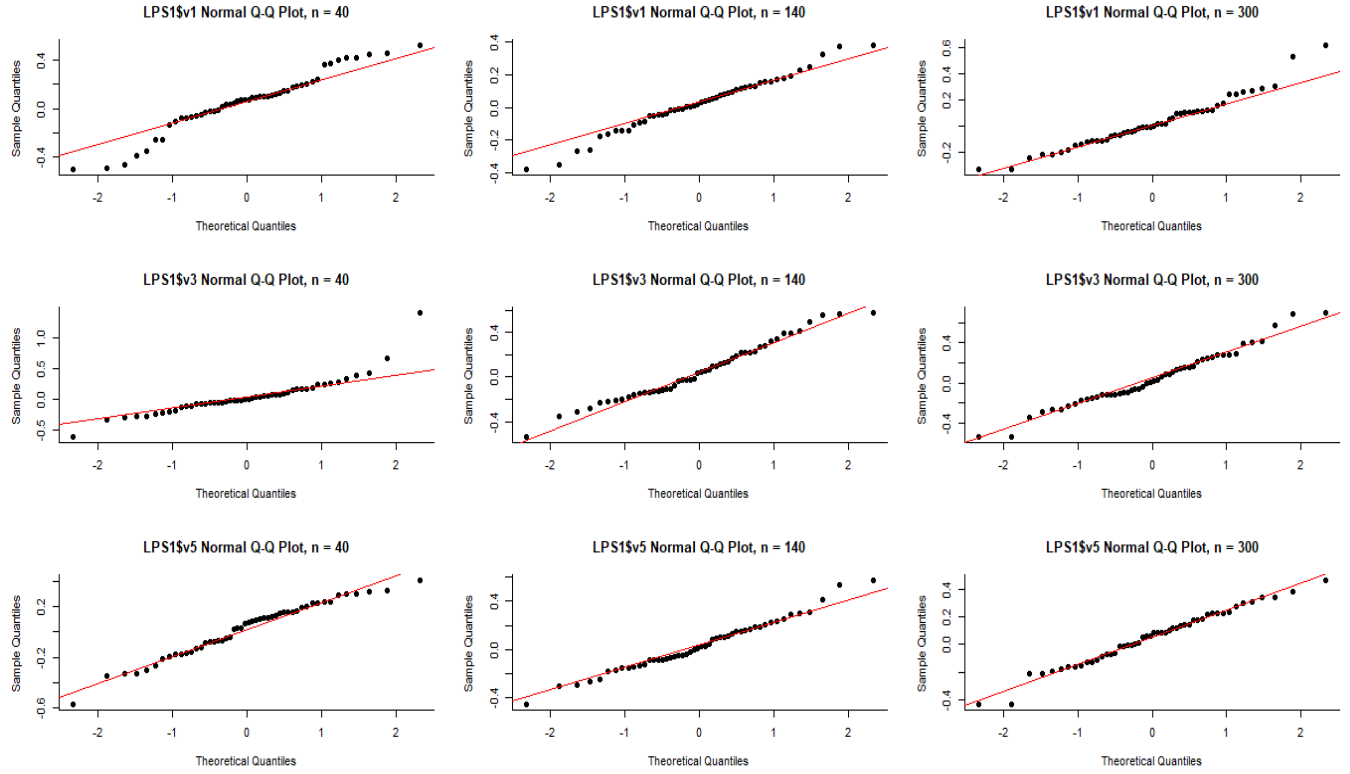 LPS1$v1 Normal Q-Q Plot, n = 40
Sample Quantiles
0.4
0.0
-0.4
-2 -1 0 1 2
Theoretical Quantiles
LPS1$v1 Normal Q-Q Plot, n = 140
Sample Quantiles
0.4
0.2
0.0
-0.2
-0.4
-2 -1 0 1 2
Theoretical Quantiles
LPS1$v1 Normal Q-Q Plot, n = 300
Sample Quantiles
0.6
0.4
0.2
-0.2
-2 -1 0 1 2
Theoretical Quantiles
LPS1$v3 Normal Q-Q Plot, n = 40
Sample Quantiles
1.0
0.5
0.0
-0.5
-2 -1 0 1 2
Theoretical Quantiles
LPS1$v3 Normal Q-Q Plot, n = 140
Sample Quantiles
0.4
0.0
-0.4
-2 -1 0 1 2
Theoretical Quantiles
LPS1$v3 Normal Q-Q Plot, n = 300
Sample Quantiles
0.4
0.0
-0.4
-2 -1 0 1 2
Theoretical Quantiles
LPS1$v5 Normal Q-Q Plot, n = 40
Sample Quantiles
0.2
-0.2
-0.6
-2 -1 0 1 2
Theoretical Quantiles
LPS1$v5 Normal Q-Q Plot, n = 140
Sample Quantiles
0.6
0.4
0.2
0.0
-0.4
-2 -1 0 1 2
Theoretical Quantiles
LPS1$v5 Normal Q-Q Plot, n = 300
Sample Quantiles
0.4
0.2
0.0
-0.4
-2 -1 0 1 2
Theoretical Quantiles